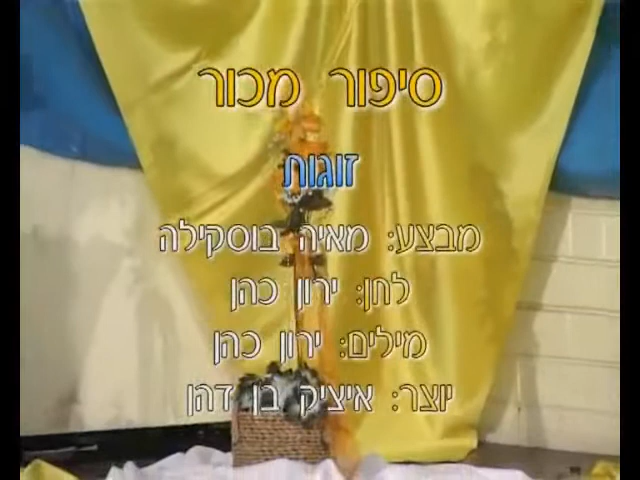 סיפור מכור
זוגות
מבצע: מאיה בוסקילה
לחן: ירון כהן
מילים: ירון כהן
יוצר: איציק בן דהן